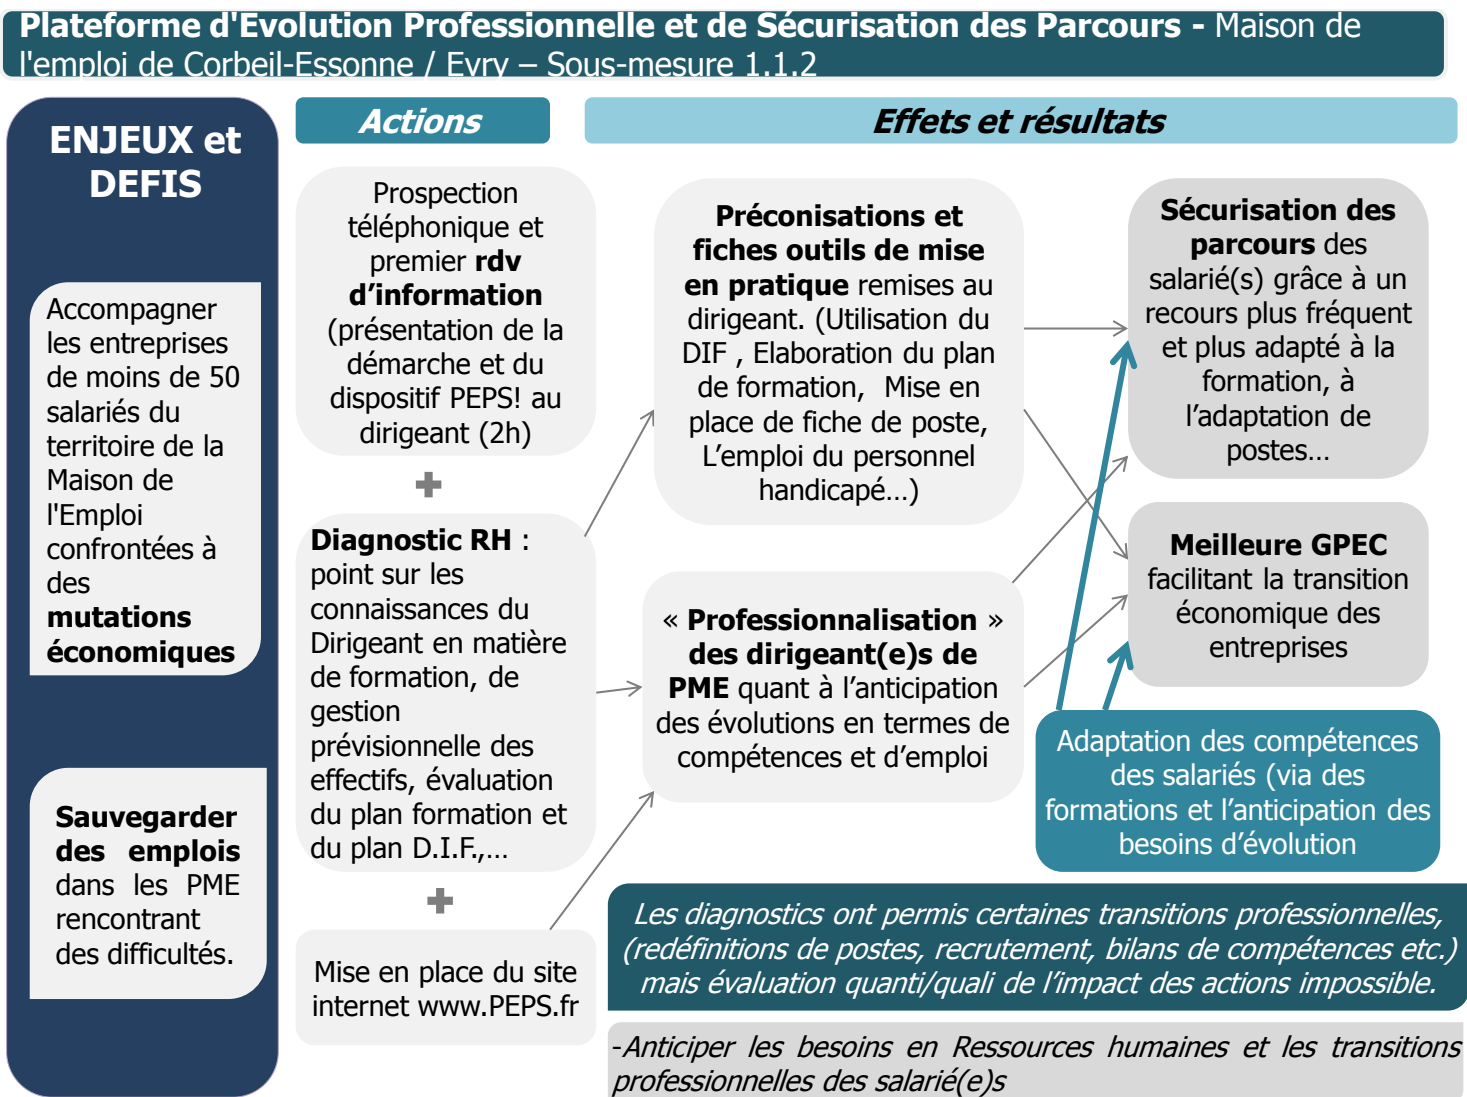 Plateforme d'Evolution Professionnelle et de Sécurisation des Parcours - Maison de
l'emploi de Corbeil-Essonne / Evry – Sous-mesure 1.1.2
ENJEUX et
DEFIS
Accompagner
les entreprises
de moins de 50
salariés du
territoire de la
Maison de
l'Emploi
confrontées à
des
mutations
économiques
Sauvegarder
des emplois
dans les PME
rencontrant
des difficultés.
Actions
Prospection
téléphonique et
premier rdv
d’information
(présentation de la
démarche et du
dispositif PEPS! au
dirigeant (2h)
Diagnostic RH :
point sur les
connaissances du
Dirigeant en matière
de formation, de
gestion
prévisionnelle des
effectifs, évaluation
du plan formation et
du plan D.I.F.,…
Mise en place du site
internet www.PEPS.fr
Effets et résultats
Préconisations et
fiches outils de mise
en pratique remises au
dirigeant. (Utilisation du
DIF , Elaboration du plan
de formation, Mise en
place de fiche de poste,
L’emploi du personnel
handicapé…)
« Professionnalisation »
des dirigeant(e)s de
PME quant à l’anticipation
des évolutions en termes de
compétences et d’emploi
Sécurisation des
parcours des
salarié(s) grâce à un
recours plus fréquent
et plus adapté à la
formation, à
l’adaptation de
postes…
Meilleure GPEC
facilitant la transition
économique des
entreprises
Adaptation des compétences
des salariés (via des
formations et l’anticipation des
besoins d’évolution
Les diagnostics ont permis certaines transitions professionnelles,
(redéfinitions de postes, recrutement, bilans de compétences etc.)
mais évaluation quanti/quali de l’impact des actions impossible.
-Anticiper les besoins en Ressources humaines et les transitions
professionnelles des salarié(e)s